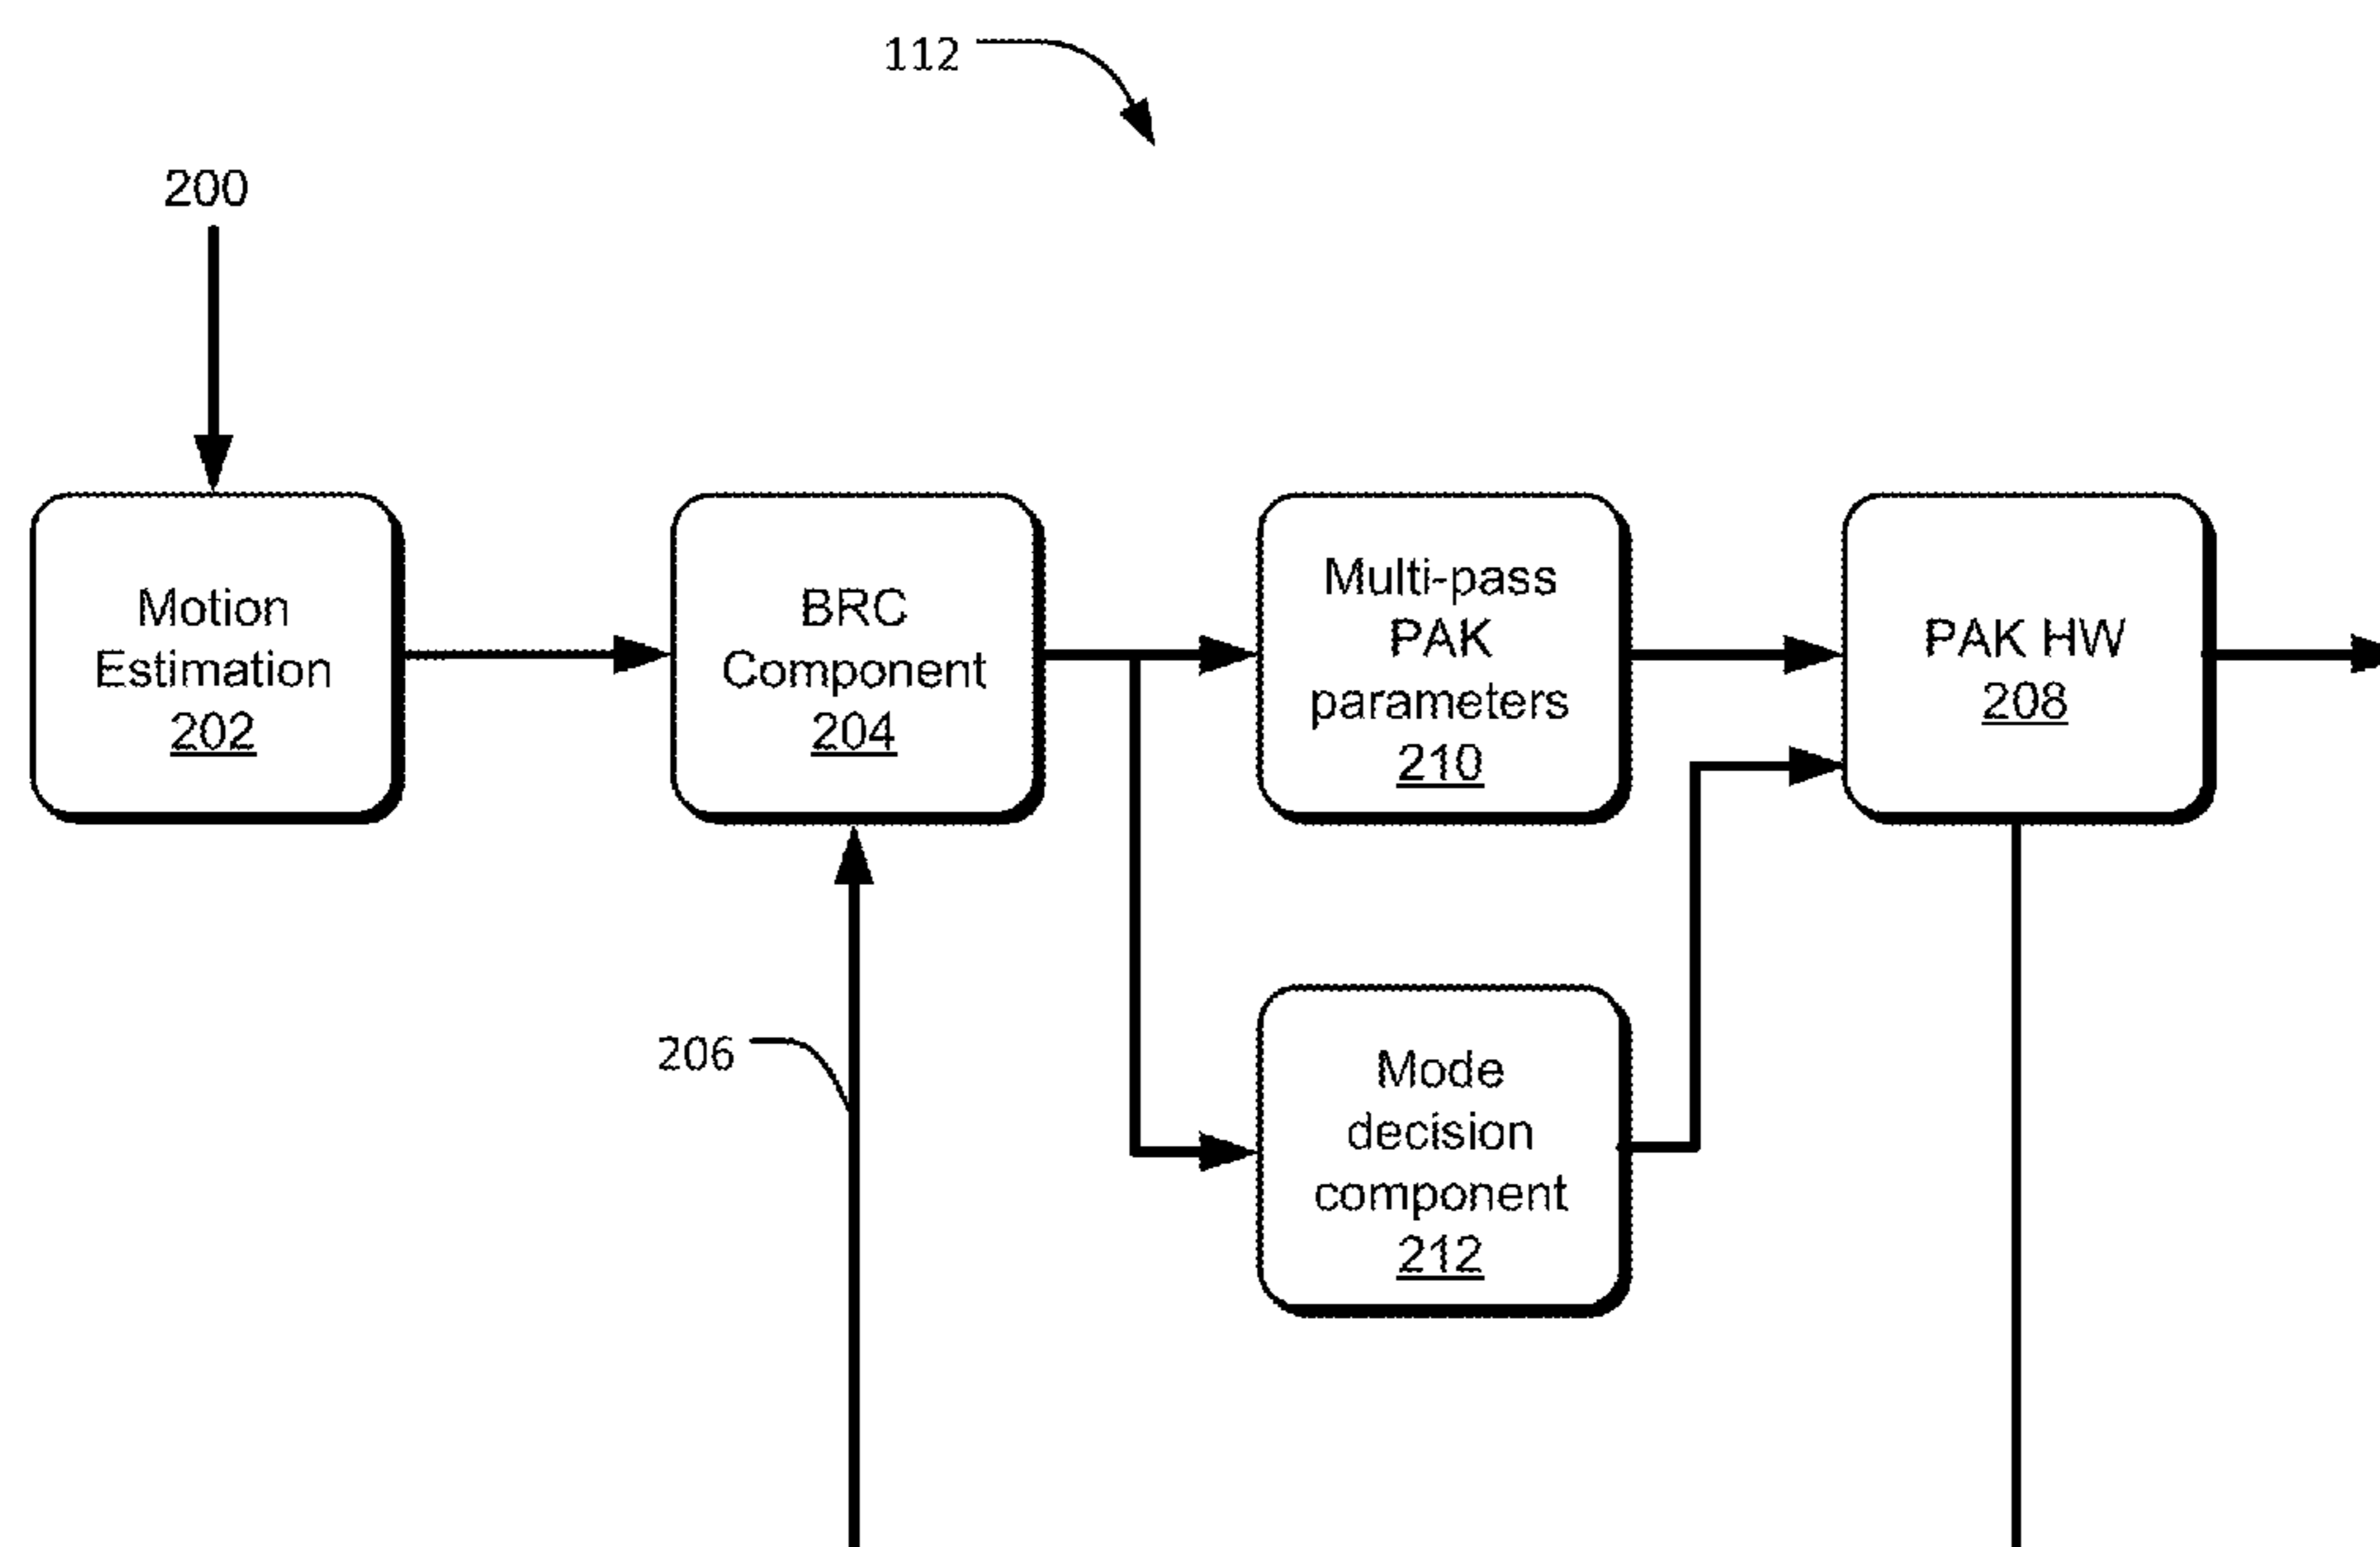 112
200
Motion
Estimation
202
BRC
Component
204
Multi-pass
PAK
parameters
210
PAK HW
208
206
Mode
decision
component
212